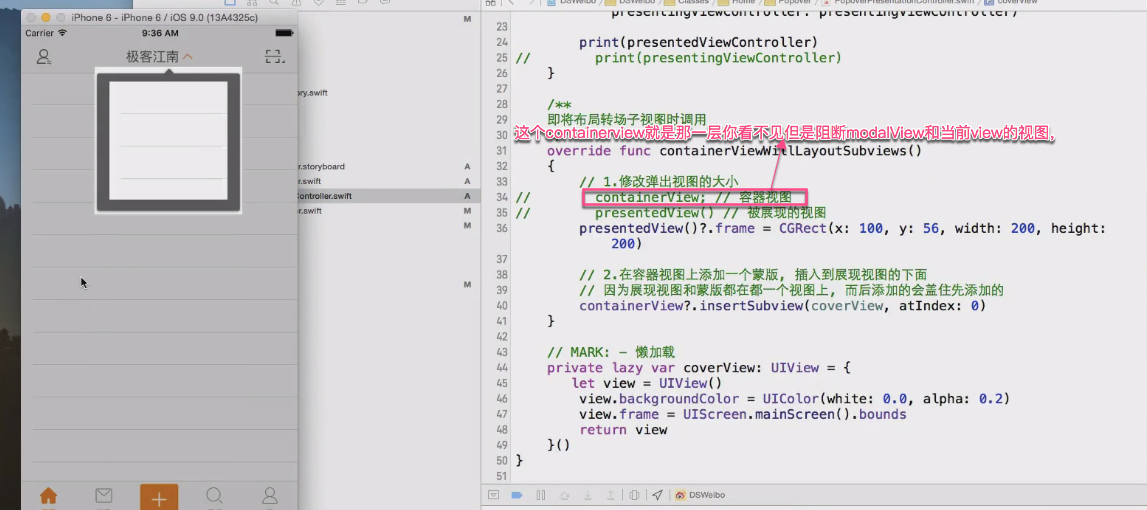 iPhone 6 - iPhone 6 / iOS 9.0 (13A4325c)
Carrier
9:36 AM
极客江南
M
ory.swift
.storyboard
A
r.swift
A
Controller.swift
A
r.swift
M
M
M
DSWeibo
DSWeibo
Classes
Home
Popover
PopoverPresentationController.swift
coverView
presentingViewController: presentingViewController)
23
24 print(presentedViewController)
25 // print(presentingViewController)
26 }
27
28 /**
29 即将布局转场子视图时调用
这个containerview就是那一层你看不见但是阻断modalView和当前view的视图,
31 override func containerViewWillLayoutSubviews()
32 {
33 // 1.修改弹出视图的大小
34 // containerView; // 容器视图
35 // presentedView() // 被展现的视图
36 presentedView()?.frame = CGRect(x: 100, y: 56, width: 200, height:
200)
37
38 // 2.在容器视图上添加一个蒙版, 插入到展现视图的下面
39 // 因为展现视图和蒙版都在都一个视图上, 而后添加的会盖住先添加的
40 containerView?.insertSubview(coverView, atIndex: 0)
41 }
42
43 // MARK: - 懒加载
44 private lazy var coverView: UIView = {
45 let view = UIView()
46 view.backgroundColor = UIColor(white: 0.0, alpha: 0.2)
47 view.frame = UIScreen.mainScreen().bounds
48 return view
49 }()
50 }
51
DSWeibo